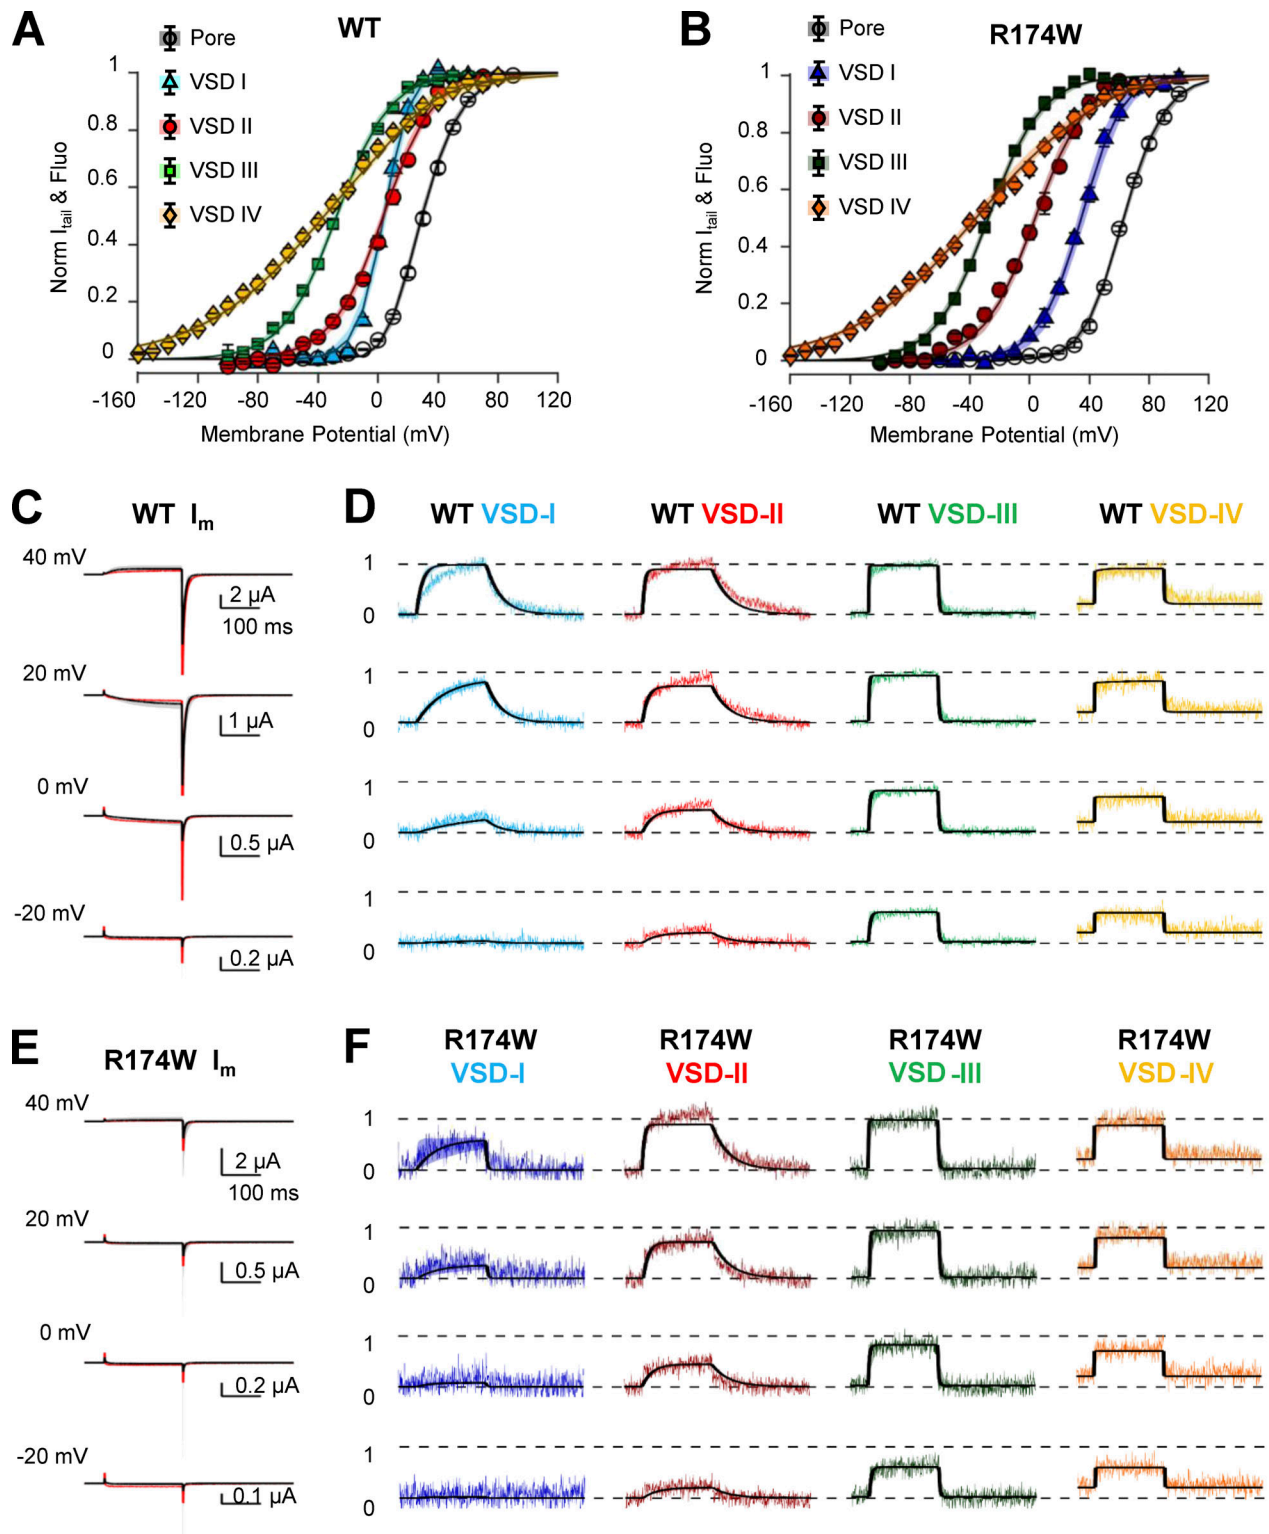 A
WT
Pore
VSD I
VSD II
VSD III
VSD IV
Norm Itail & Fluo
1
0.8
0.6
0.4
0.2
0
-160 -120 -80 -40 0 40 80 120
Membrane Potential (mV)
B
R174W
Pore
VSD I
VSD II
VSD III
VSD IV
Norm Itail & Fluo
1
0.8
0.6
0.4
0.2
0
-160 -120 -80 -40 0 40 80 120
Membrane Potential (mV)
C
WT Im
40 mV
2 µA
100 ms
20 mV
1 µA
0 mV
0.5 µA
-20 mV
0.2 µA
D
WT VSD-I
WT VSD-II
WT VSD-III
WT VSD-IV
1
0
1
0
1
0
1
0
E
R174W Im
40 mV
2 µA
100 ms
20 mV
0.5 µA
0 mV
0.2 µA
-20 mV
0.1 µA
F
R174W
VSD-I
R174W
VSD-II
R174W
VSD-III
R174W
VSD-IV
1
0
1
0
1
0
1
0